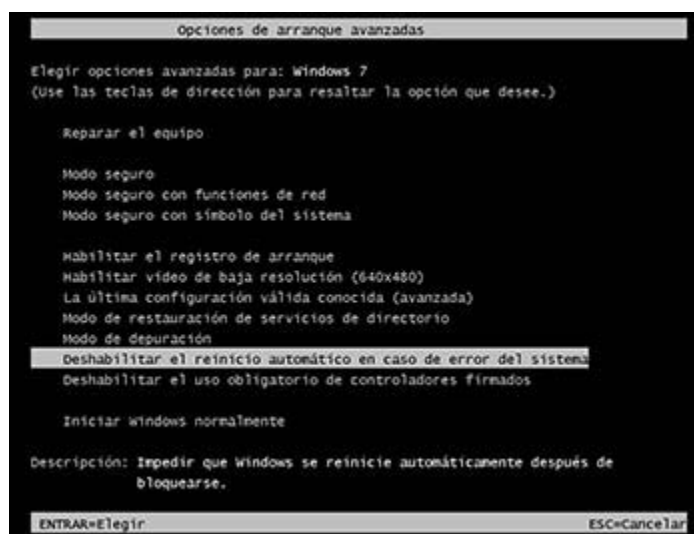 Opciones de arranque avanzadas
Elegir opciones avanzadas para: Windows 7
(Use las teclas de dirección para resaltar la opción que desee.)
Reparar el equipo
Modo seguro
Modo seguro con funciones de red
Modo seguro con símbolo del sistema
Habilitar el registro de arranque
Habilitar vídeo de baja resolución (640x480)
La última configuración válida conocida (avanzada)
Modo de restauración de servicios de directorio
Modo de depuración
Deshabilitar el reinicio automático en caso de error del sistema
Deshabilitar el uso obligatorio de controladores firmados
Iniciar Windows normalmente
Descripción: Impedir que Windows se reinicie automáticamente después de
bloquearse.
ENTRAR=Elegir ESC=Cancelar